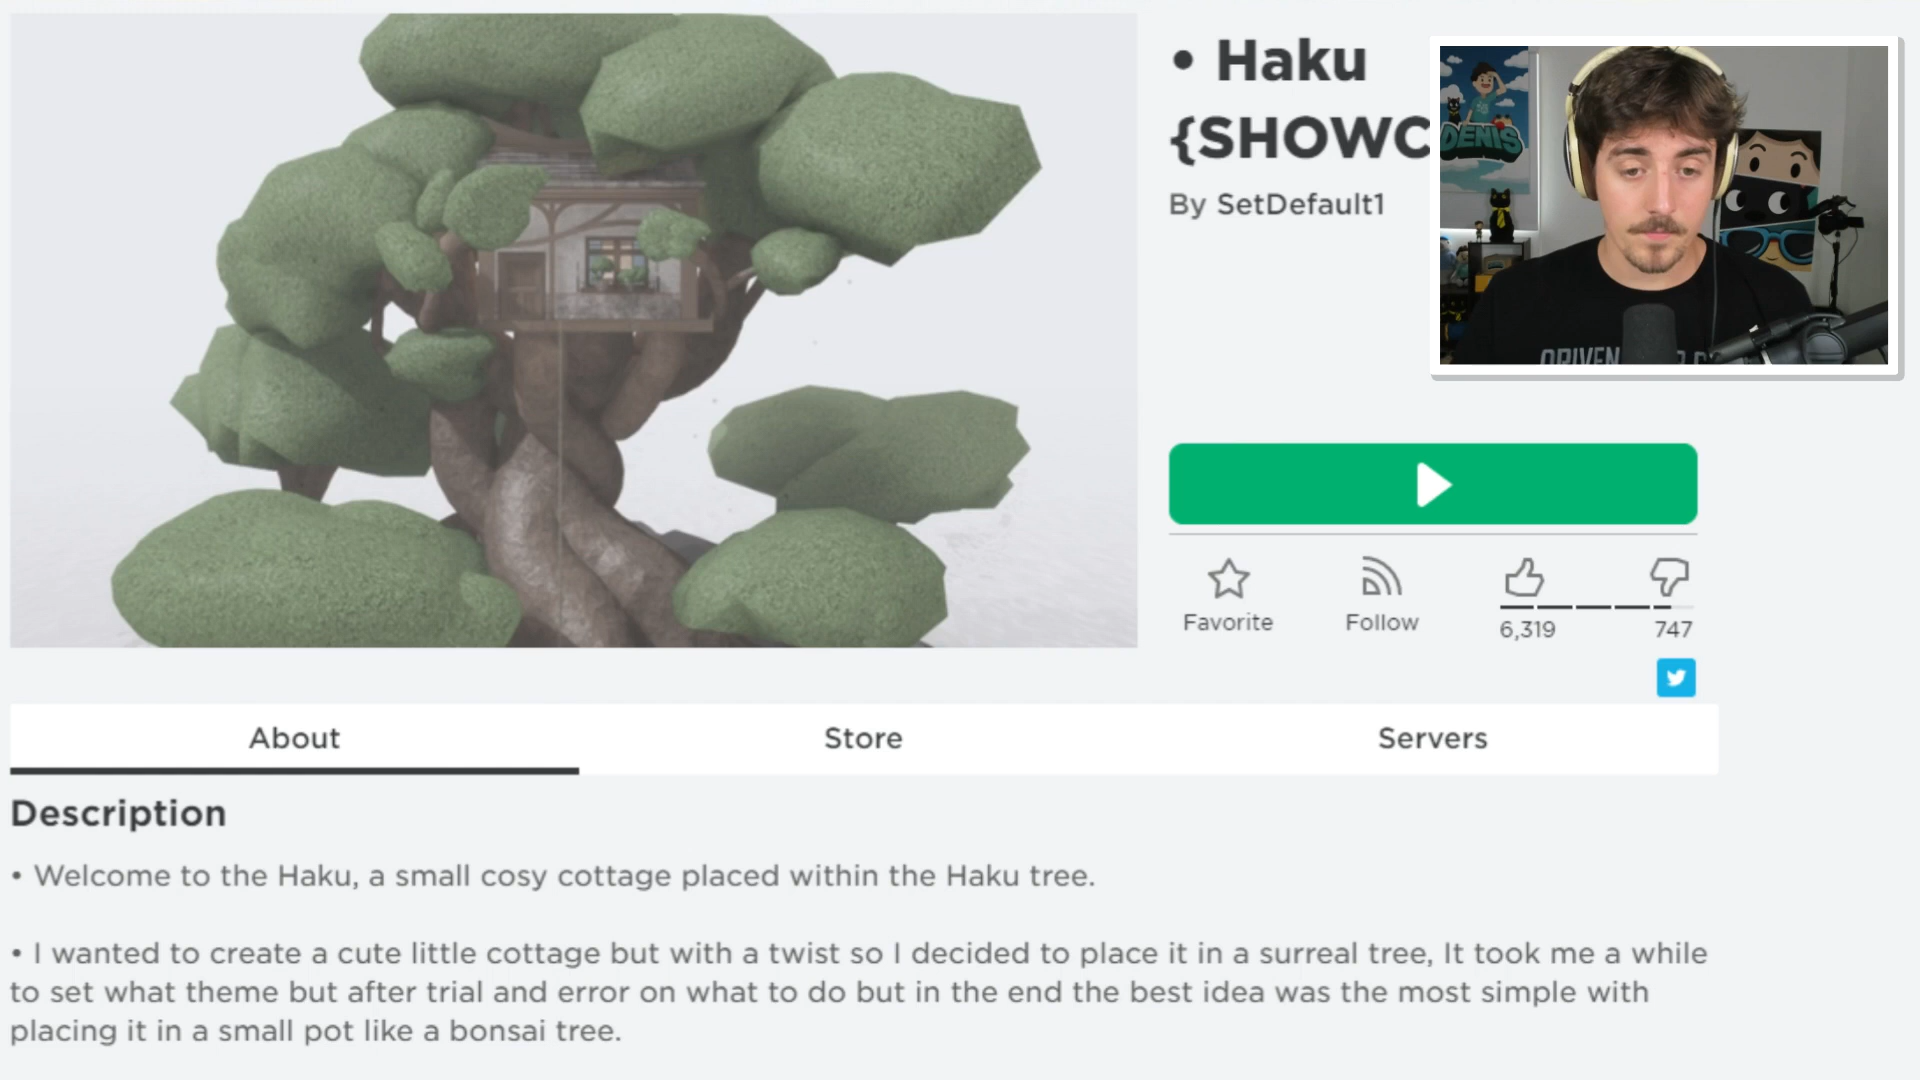 • Haku
{SHOWC
By SetDefault1
DENIS
Favorite
Follow
6,319
747
About
Store
Servers
Description
• Welcome to the Haku, a small cosy cottage placed within the Haku tree.
• I wanted to create a cute little cottage but with a twist so I decided to place it in a surreal tree, It took me a while
to set what theme but after trial and error on what to do but in the end the best idea was the most simple with
placing it in a small pot like a bonsai tree.